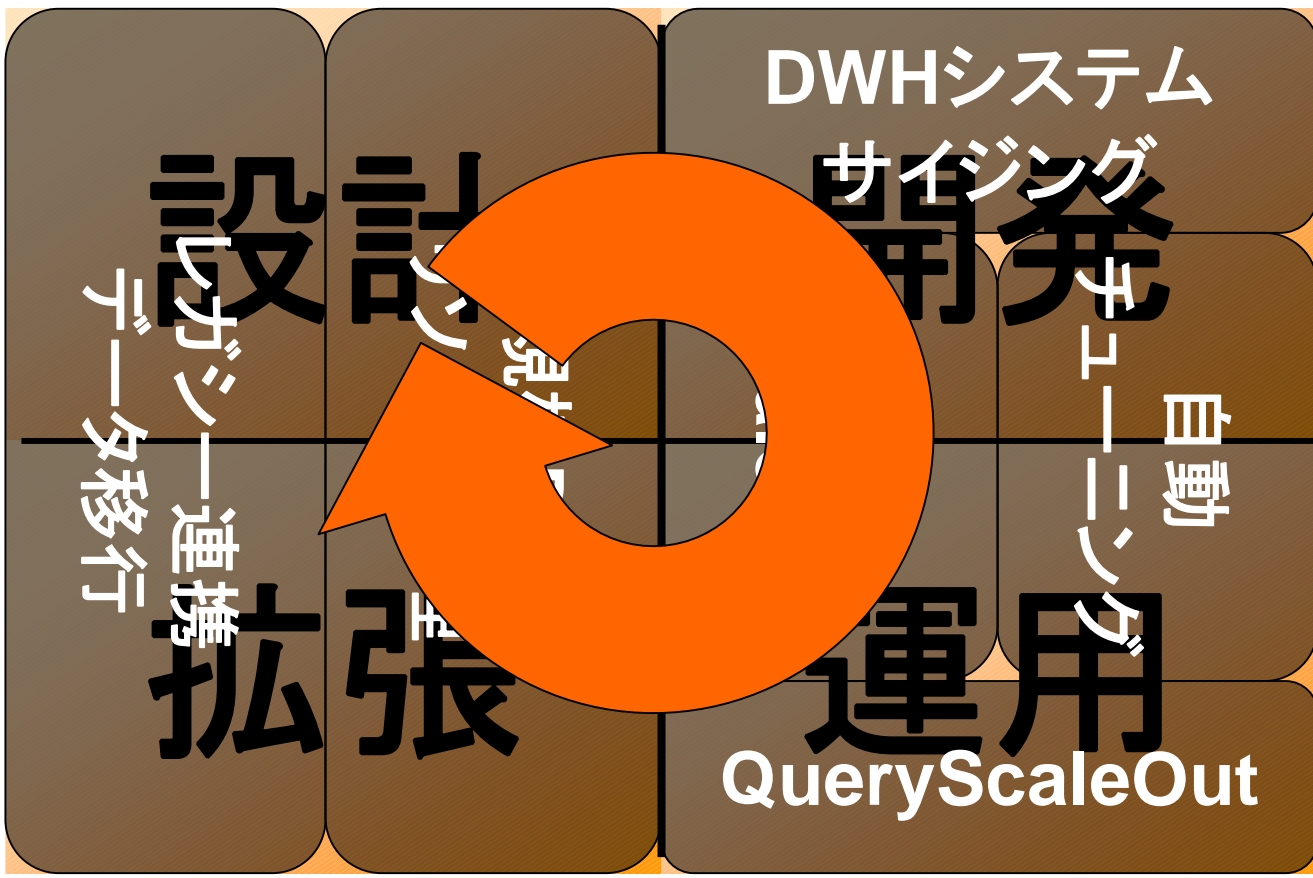 DWHシステム
サイジング
設計
開発
レガシー連携
データ移行
自動
チューニング
拡張
運用
QueryScaleOut